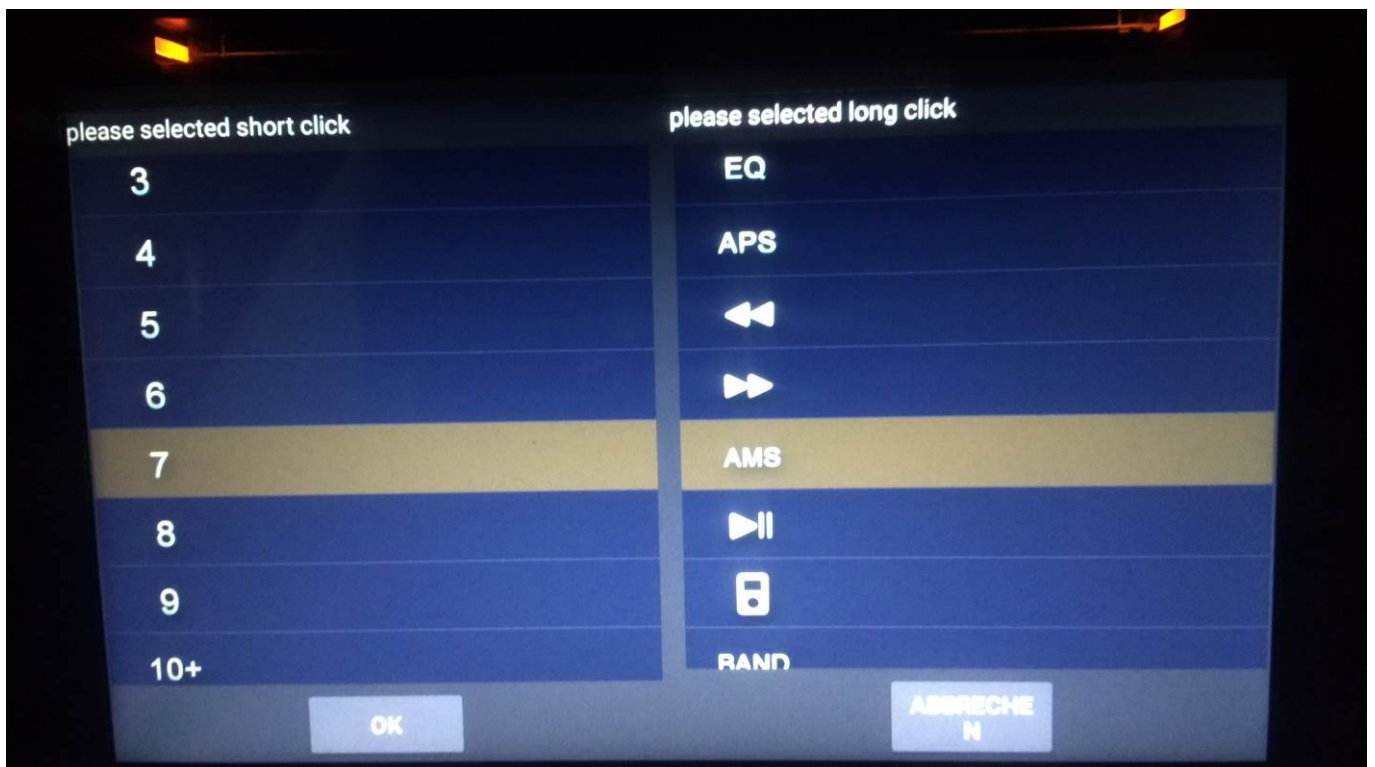 please selected short click
3
4
5
6
7
8
9
10+
OK
please selected long click
EQ
APS
AMS
BAND
ABBRECHE
N